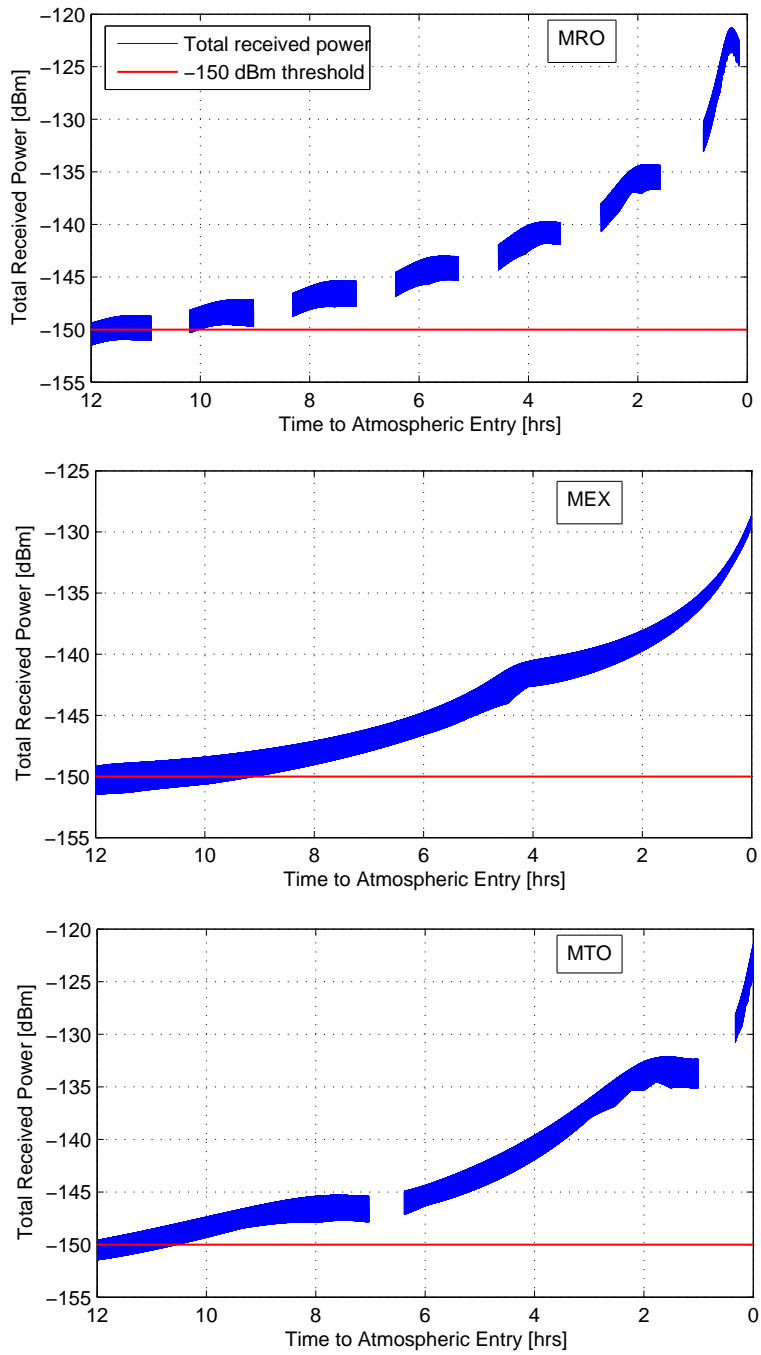 −120
−125
−130
−135
−140
−145
−150
−155
Total Received Power [dBm]
Total received power
−150 dBm threshold
MRO
12 10 8 6 4 2 0
Time to Atmospheric Entry [hrs]
−125
−130
−135
−140
−145
−150
−155
Total Received Power [dBm]
MEX
12 10 8 6 4 2 0
Time to Atmospheric Entry [hrs]
−120
−125
−130
−135
−140
−145
−150
−155
Total Received Power [dBm]
MTO
12 10 8 6 4 2 0
Time to Atmospheric Entry [hrs]